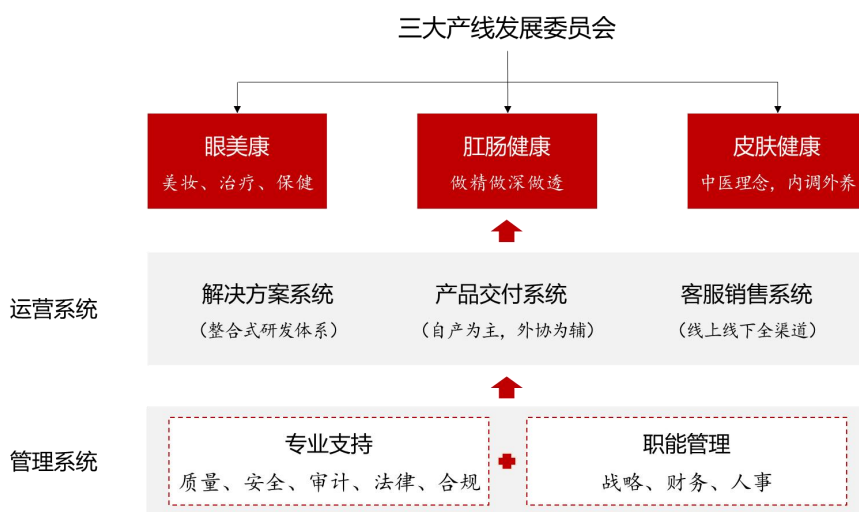 三大产线发展委员会
眼美康
美妆、治疗、保健
肛肠健康
做精做深做透
皮肤健康
中医理念，内调外养
运营系统
解决方案系统
（整合式研发体系）
产品交付系统
（自产为主，外协为辅）
客服销售系统
（线上线下全渠道）
管理系统
专业支持
质量、安全、审计、法律、合规
职能管理
战略、财务、人事